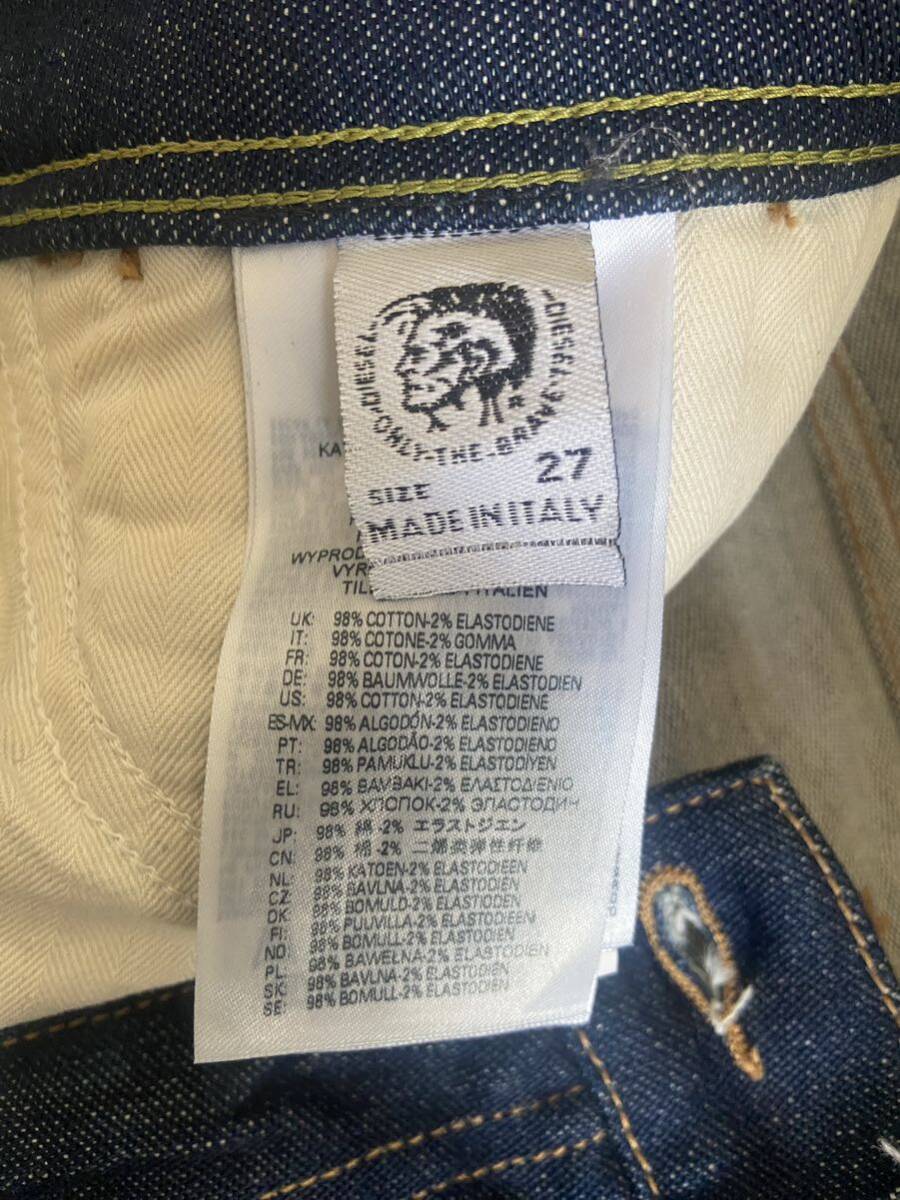 DIESEL
DIESEL
ONLY-THE-BRAVE
SIZE 27
MADE IN ITALY
KA
WYPROD
VYR
TIL
ITALIEN
UK: 98% COTTON-2% ELASTODIENE
IT: 98% COTONE-2% GOMMA
FR: 98% COTON-2% ELASTODIENE
DE: 98% BAUMWOLLE-2% ELASTODIEN
US: 98% COTTON-2% ELASTODIENE
ES-MX: 98% ALGODÓN-2% ELASTODIENO
PT: 98% ALGODÃO-2% ELASTODIENO
TR: 98% PAMUKLU-2% ELASTODİYEN
EL: 98% ΒΑΜΒΑΚΙ-2% ΕΛΑΣΤΟΔΙΕΝΙΟ
RU: 98% ХЛОПОК-2% ЭЛАСТОДИН
JP: 98% 綿 -2% エラストジエン
CN: 98% 棉 -2% 二烯类弹性纤维
NL: 98% KATOEN-2% ELASTODIEEN
CZ: 98% BAVLNA-2% ELASTODIEN
DK: 98% BOMULD-2% ELASTIODEN
FI: 98% PUUVILLA-2% ELASTODIEENI
NO: 98% BOMULL-2% ELASTODIEN
PL: 98% BAWEŁNA-2% ELASTODIEN
SK: 98% BAVLNA-2% ELASTODIEN
SE: 98% BOMULL-2% ELASTODIEN